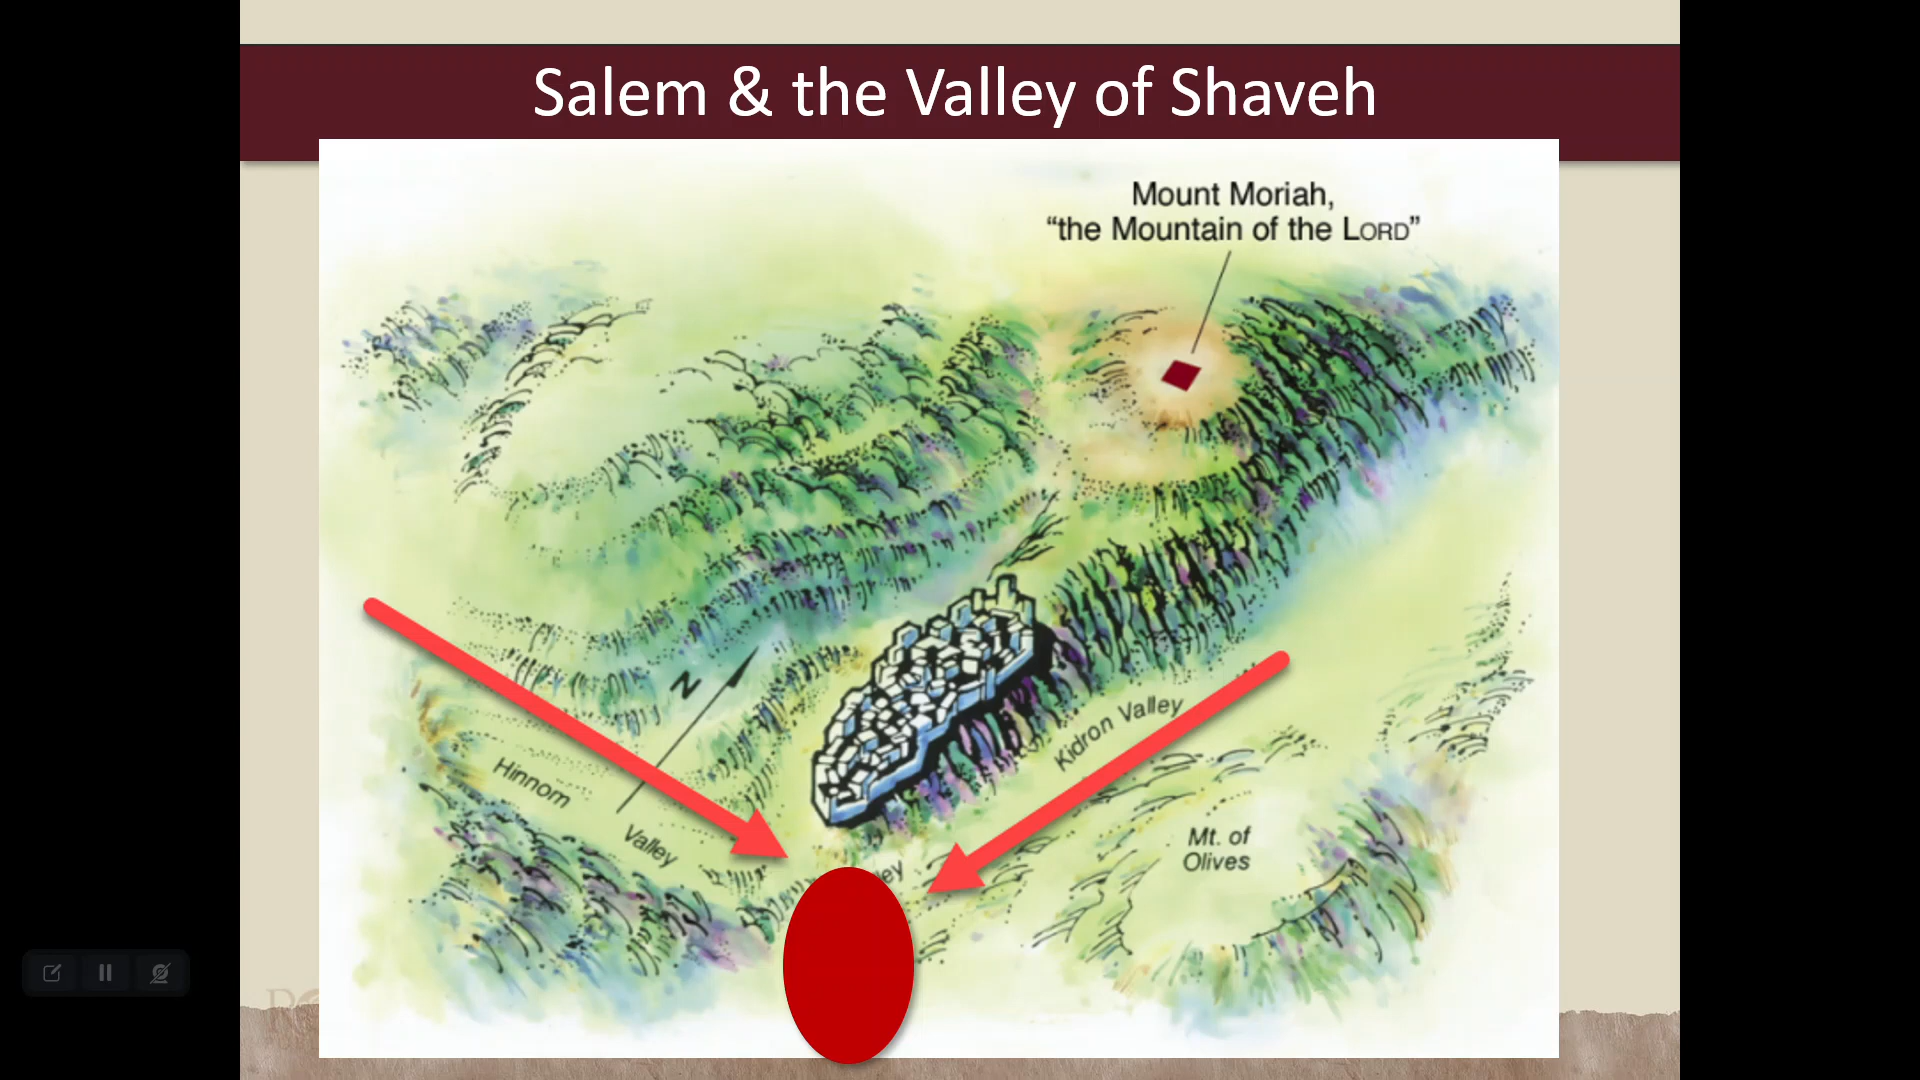 Salem & the Valley of Shaveh
Mount Moriah,
“the Mountain of the LORD”
N
Kidron Valley
Hinnom
Valley
Mt. of
Olives